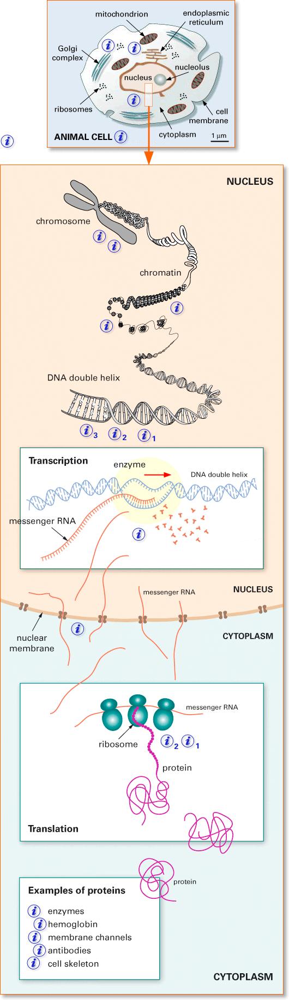 mitochondrion
endoplasmic
reticulum
Golgi
complex
nucleolus
nucleus
ribosomes
cell
membrane
cytoplasm
ANIMAL CELL i
1 µm
i
i
i
i
NUCLEUS
chromosome
i
i
chromatin
i
i
DNA double helix
i 3
i 2
i 1
Transcription
enzyme
DNA double helix
messenger RNA
i
messenger RNA
NUCLEUS
i
nuclear
membrane
CYTOPLASM
messenger RNA
ribosome
i 2
i 1
protein
Translation
protein
Examples of proteins
i enzymes
i hemoglobin
i membrane channels
i antibodies
i cell skeleton
CYTOPLASM